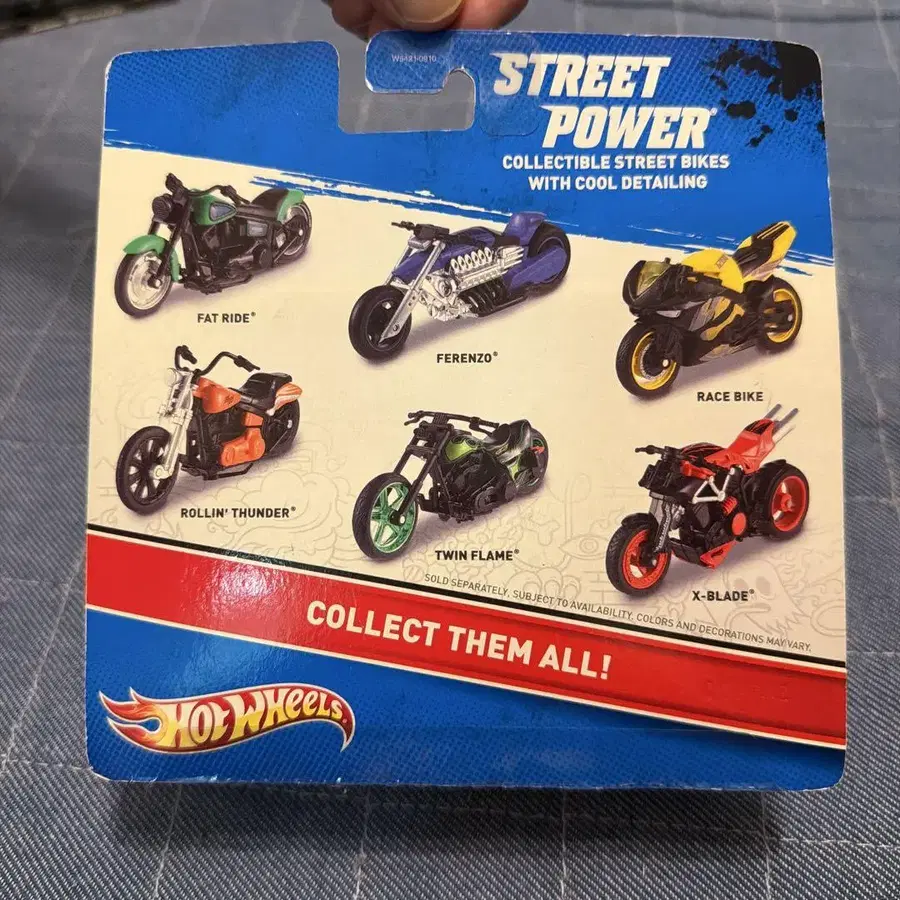 STREET
POWER®
COLLECTIBLE STREET BIKES
WITH COOL DETAILING
FAT RIDE®
FERENZO®
RACE BIKE
ROLLIN' THUNDER®
TWIN FLAME®
X-BLADE®
SOLD SEPARATELY, SUBJECT TO AVAILABILITY. COLORS AND DECORATIONS MAY VARY.
COLLECT THEM ALL!
HOT WHEELS®